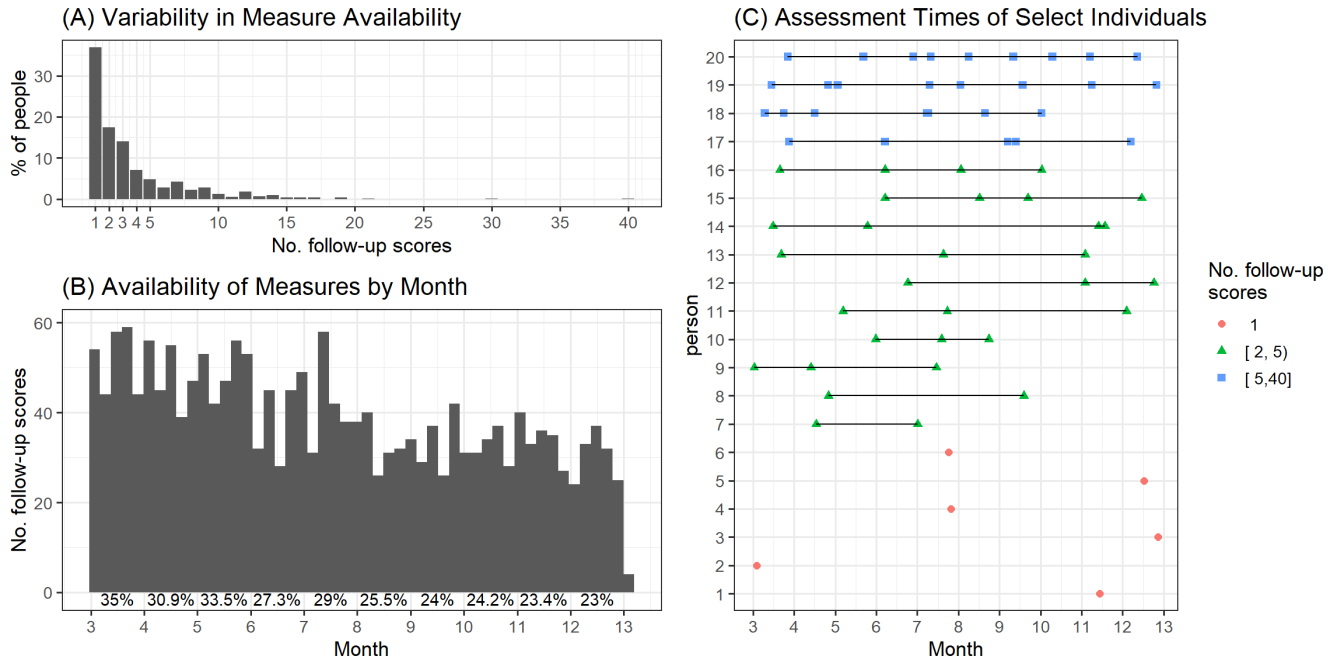 (A) Variability in Measure Availability
% of people
30
20
10
0
1 2 3 4 5 10 15 20 25 30 35 40
No. follow-up scores
(B) Availability of Measures by Month
No. follow-up scores
60
40
20
0
35% 30.9% 33.5% 27.3% 29% 25.5% 24% 24.2% 23.4% 23%
3 4 5 6 7 8 9 10 11 12 13
Month
(C) Assessment Times of Select Individuals
person
20
19
18
17
16
15
14
13
12
11
10
9
8
7
6
5
4
3
2
1
3 4 5 6 7 8 9 10 11 12 13
Month
No. follow-up
scores
1
[ 2, 5)
[ 5,40]